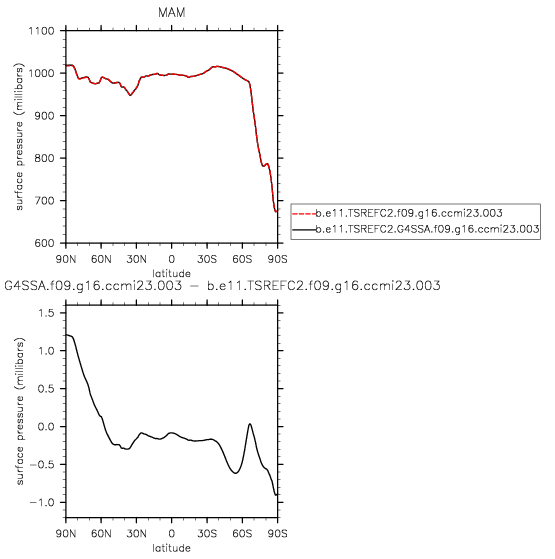 MAM
1100
1000
900
800
700
600
surface pressure (millibars)
90N 60N 30N 0 30S 60S 90S
latitude
b.e11.TSREFC2.f09.g16.ccmi23.003
b.e11.TSREFC2.G4SSA.f09.g16.ccmi23.003
G4SSA.f09.g16.ccmi23.003 − b.e11.TSREFC2.f09.g16.ccmi23.003
1.5
1.0
0.5
0.0
−0.5
−1.0
surface pressure (millibars)
90N 60N 30N 0 30S 60S 90S
latitude